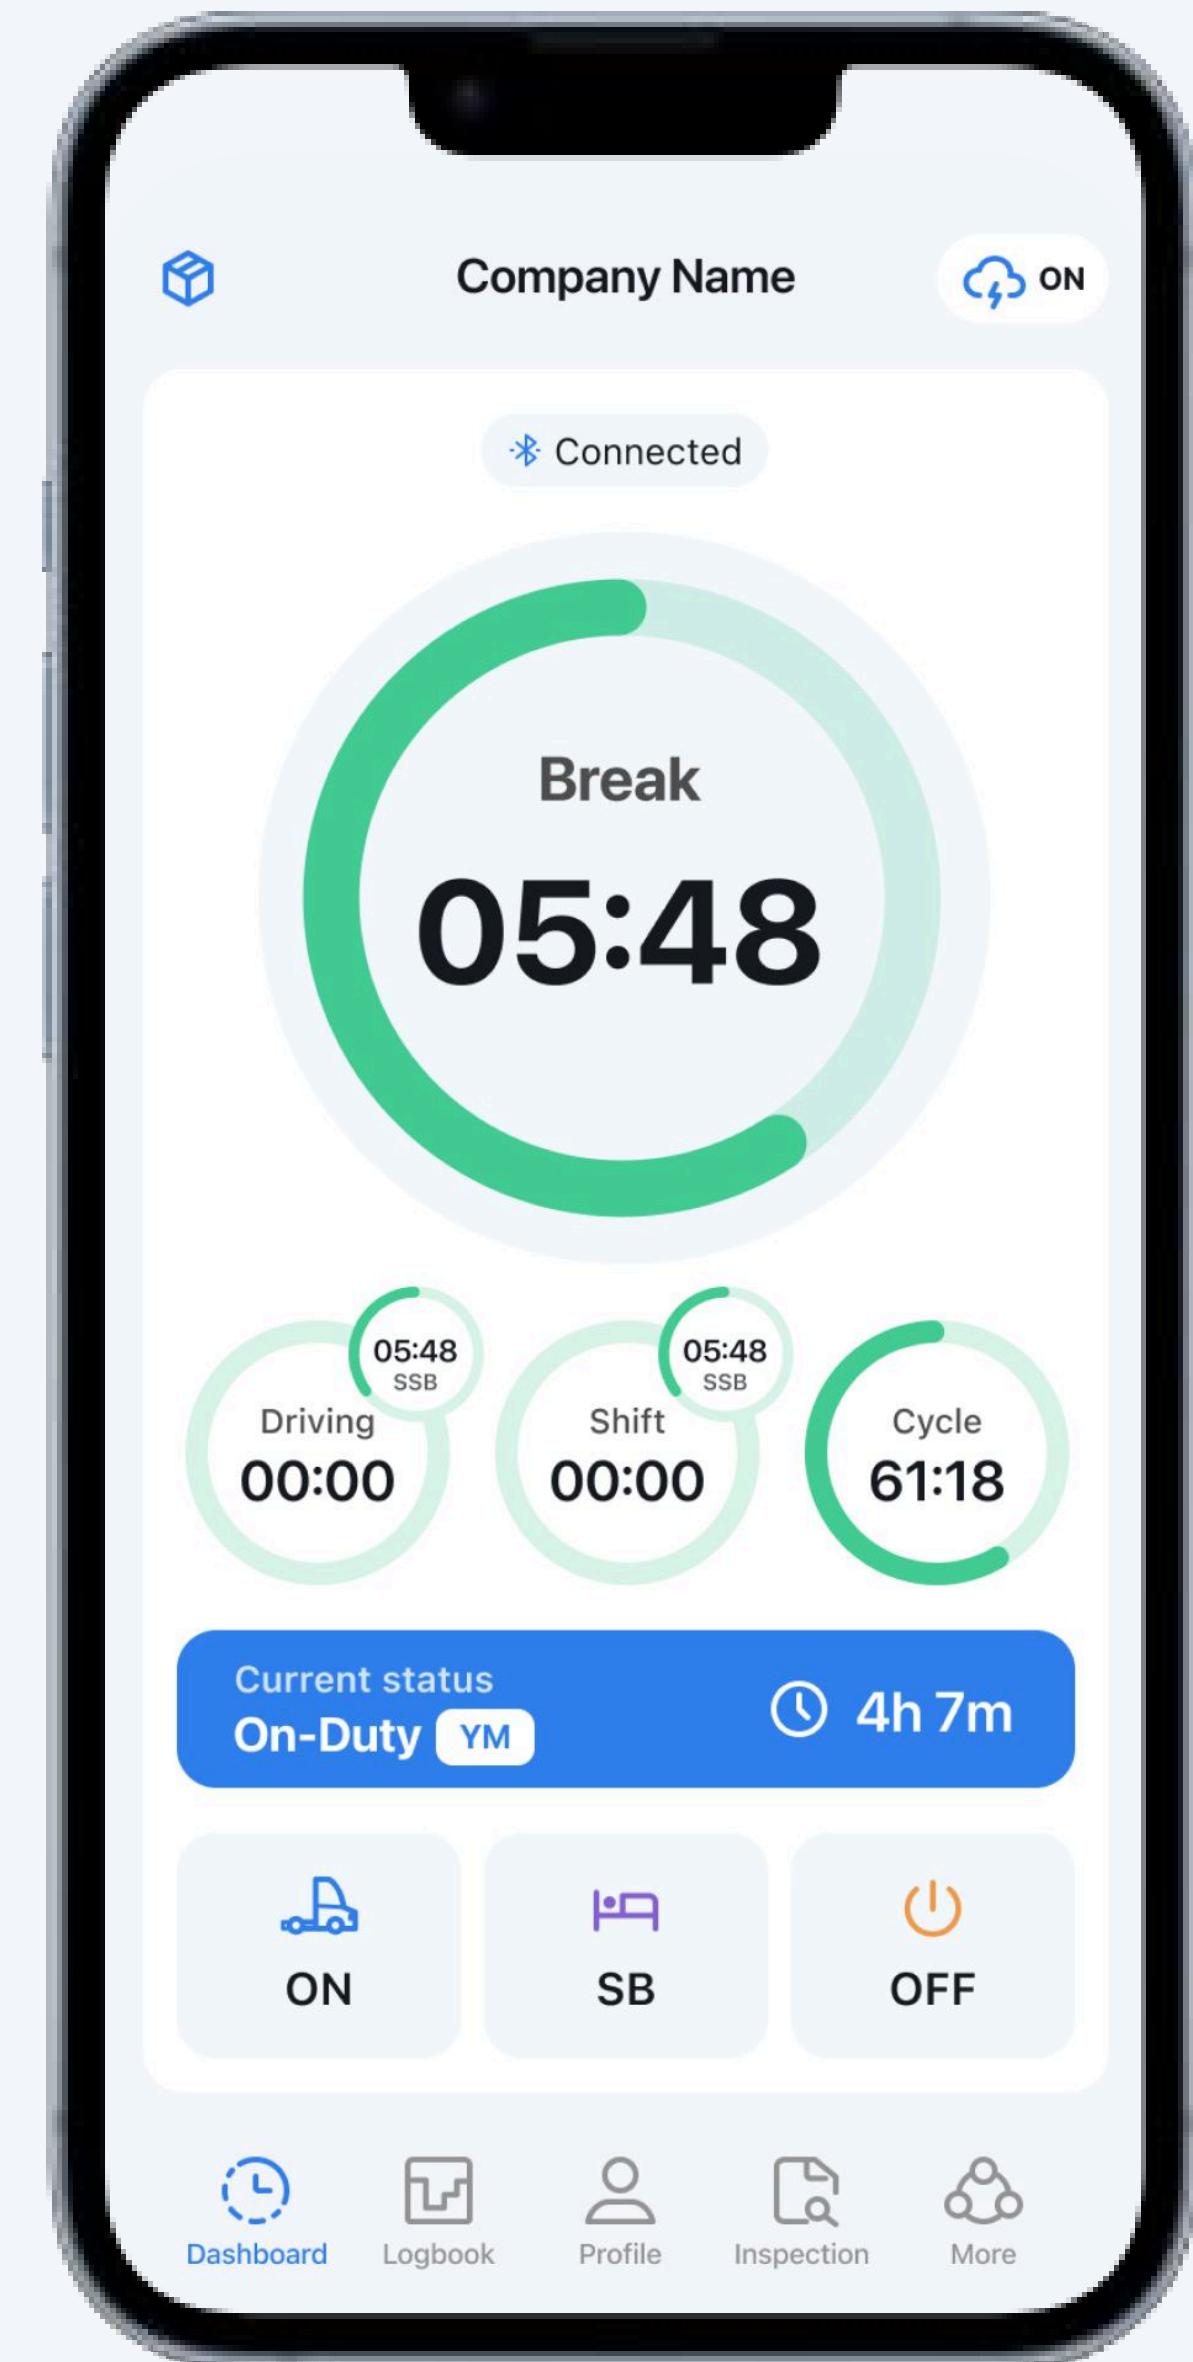 Company Name
ON
Connected
Break
05:48
05:48
SSB
Driving
00:00
05:48
SSB
Shift
00:00
Cycle
61:18
Current status
On-Duty YM
4h 7m
ON
SB
OFF
Dashboard
Logbook
Profile
Inspection
More